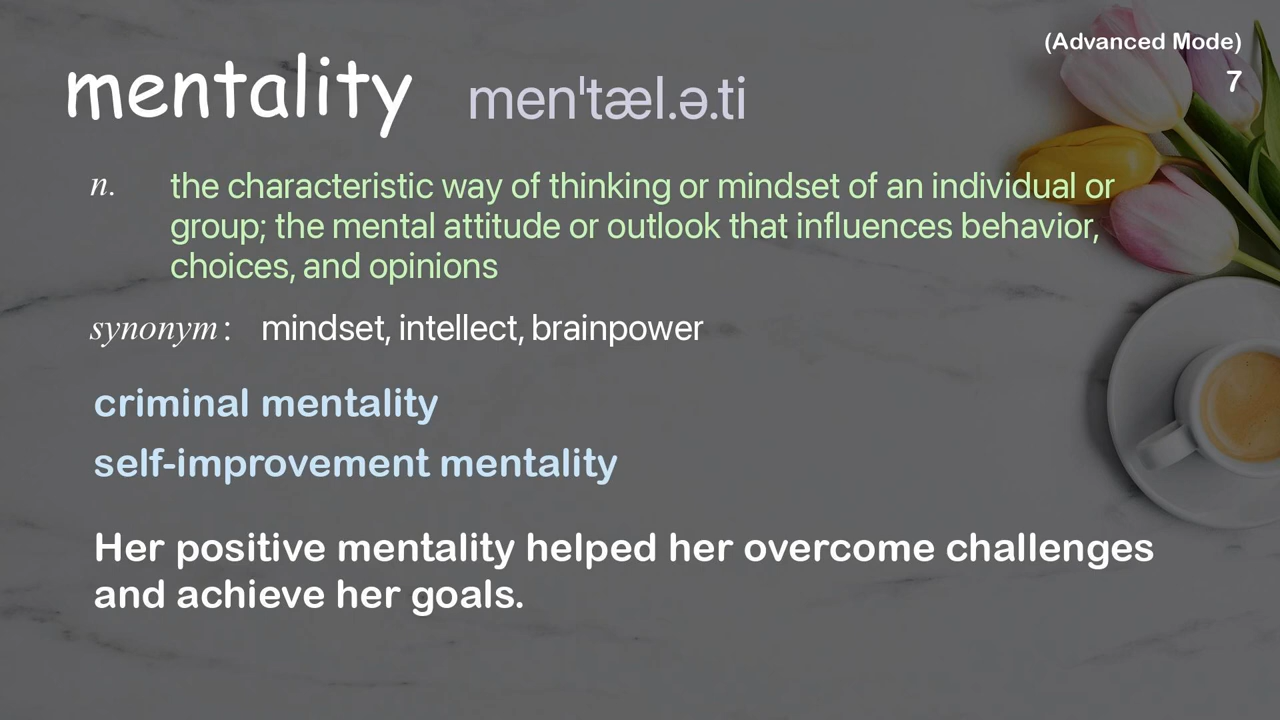 (Advanced Mode)
7
mentality men'tæl.ə.ti
n. the characteristic way of thinking or mindset of an individual or
group; the mental attitude or outlook that influences behavior,
choices, and opinions
synonym: mindset, intellect, brainpower
criminal mentality
self-improvement mentality
Her positive mentality helped her overcome challenges
and achieve her goals.